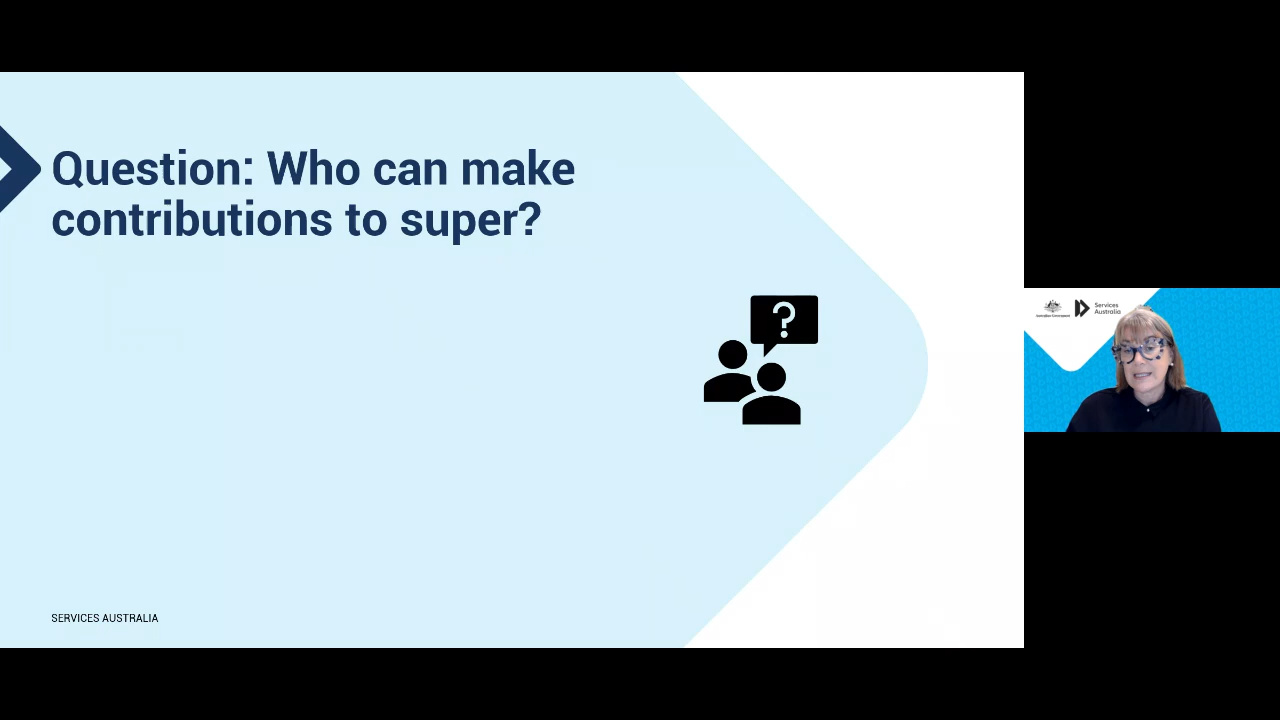 Question: Who can make
contributions to super?
?
SERVICES AUSTRALIA
Australian Government
Services
Australia